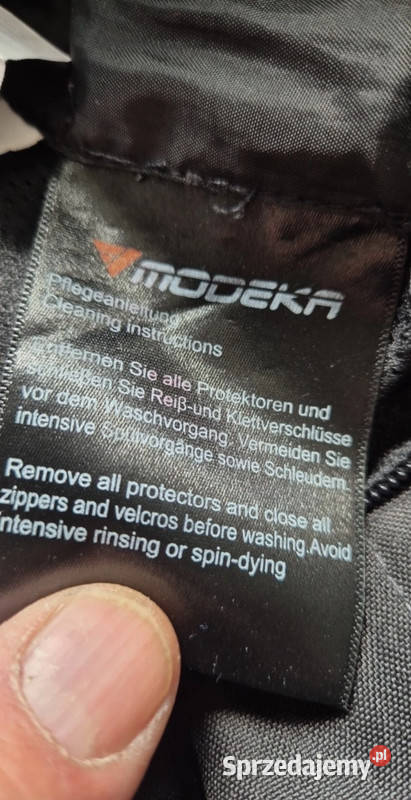 MODEKA
Pflegeanleitung
Cleaning instructions
Entfernen Sie alle Protektoren und
schließen Sie Reiß-und Klettverschlüsse
vor dem Waschvorgang. Vermeiden Sie
intensive Spülvorgänge sowie Schleudern.
Remove all protectors and close all
zippers and velcros before washing.Avoid
intensive rinsing or spin-dying
Sprzedajemy.pl